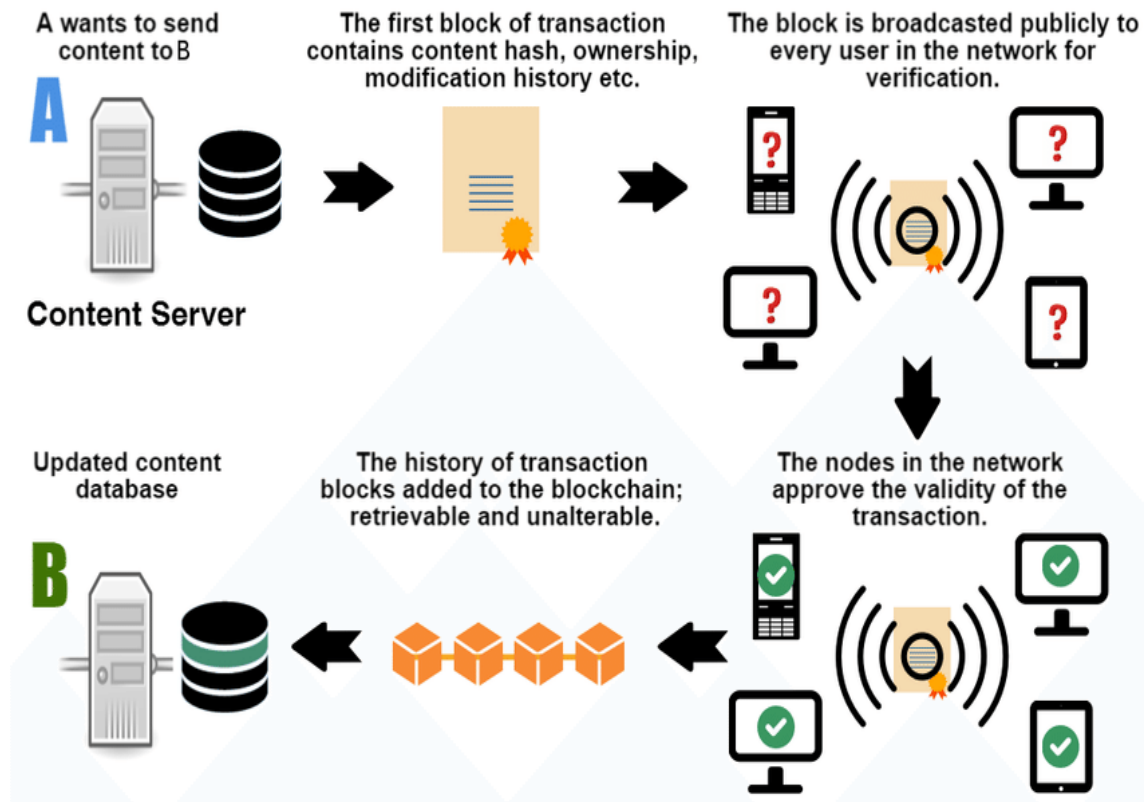 A wants to send
content to B
The first block of transaction
contains content hash, ownership,
modification history etc.
The block is broadcasted publicly to
every user in the network for
verification.
A
?
?
?
?
Content Server
Updated content
database
The history of transaction
blocks added to the blockchain;
retrievable and unalterable.
The nodes in the network
approve the validity of the
transaction.
B